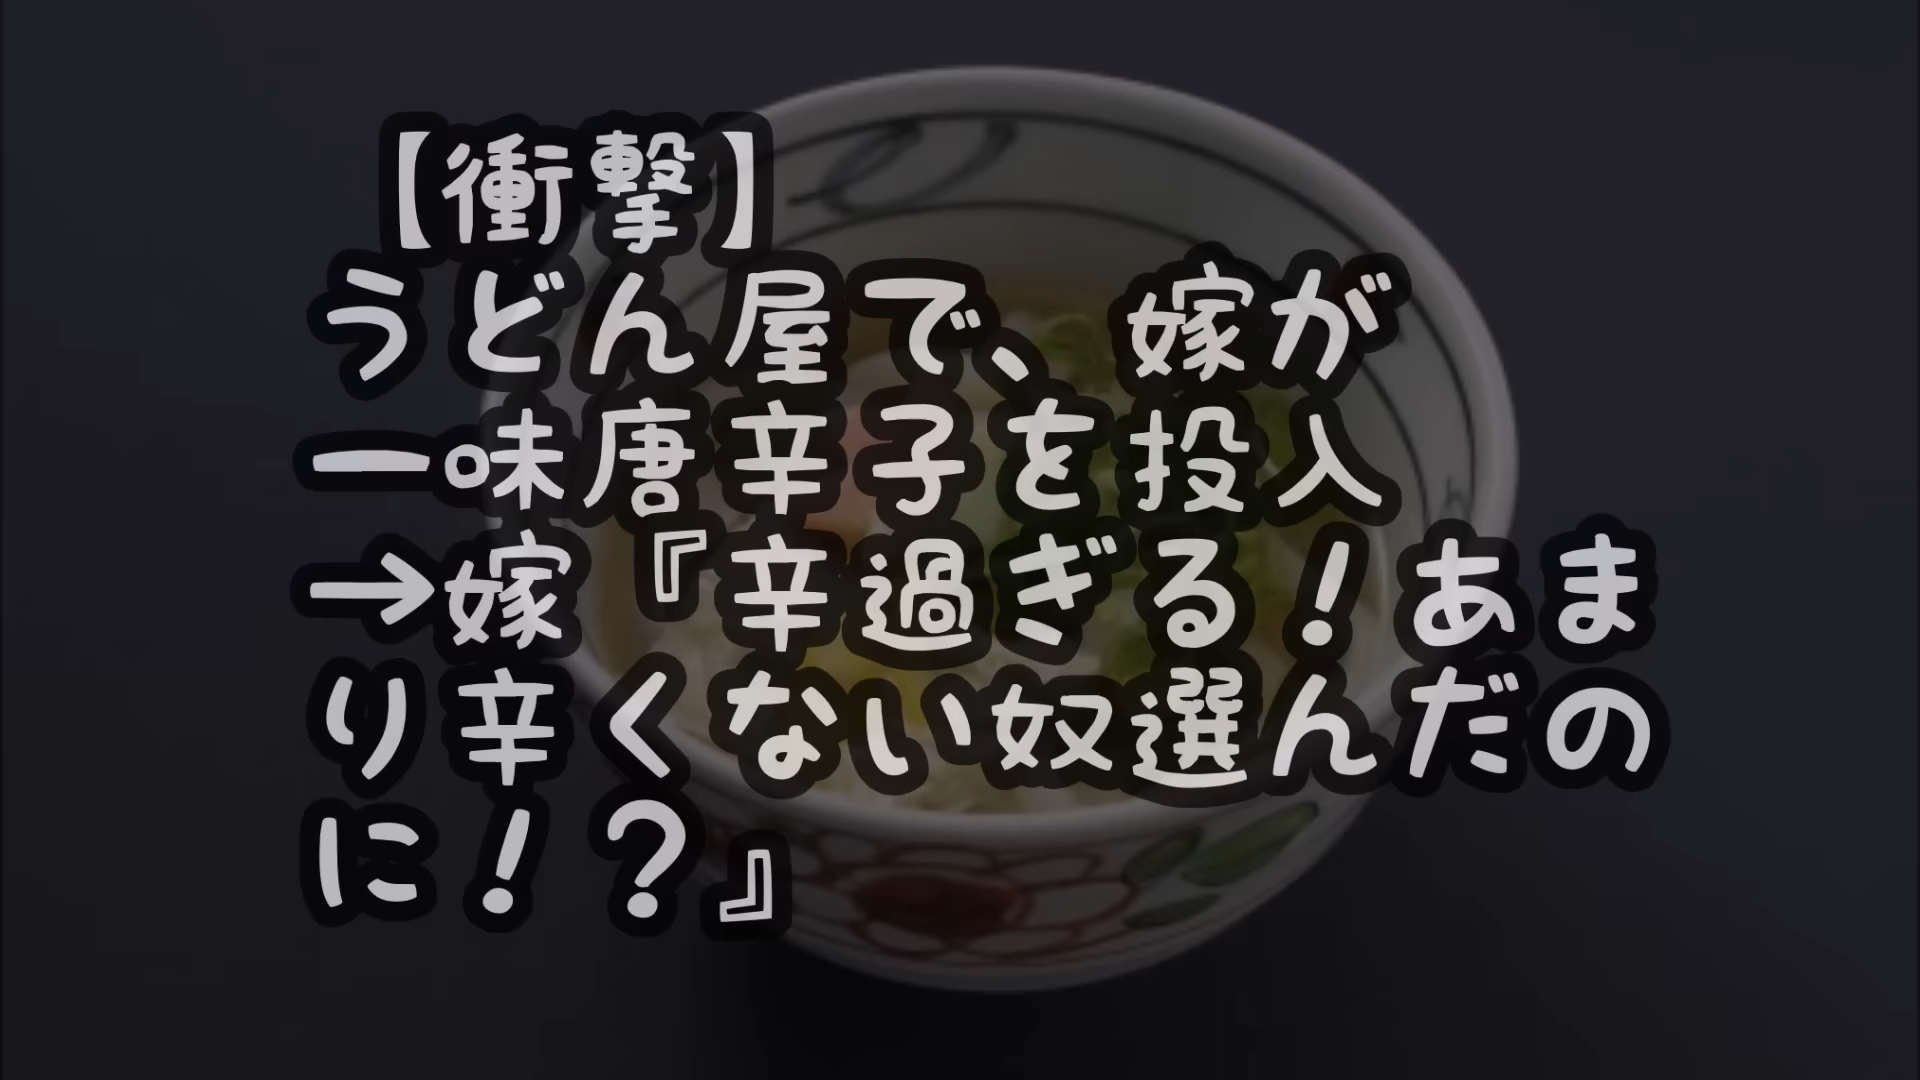 【衝撃】
うどん屋で、嫁が
一味唐辛子を投入
→嫁『辛過ぎる！あま
り辛くない奴選んだの
に！？』